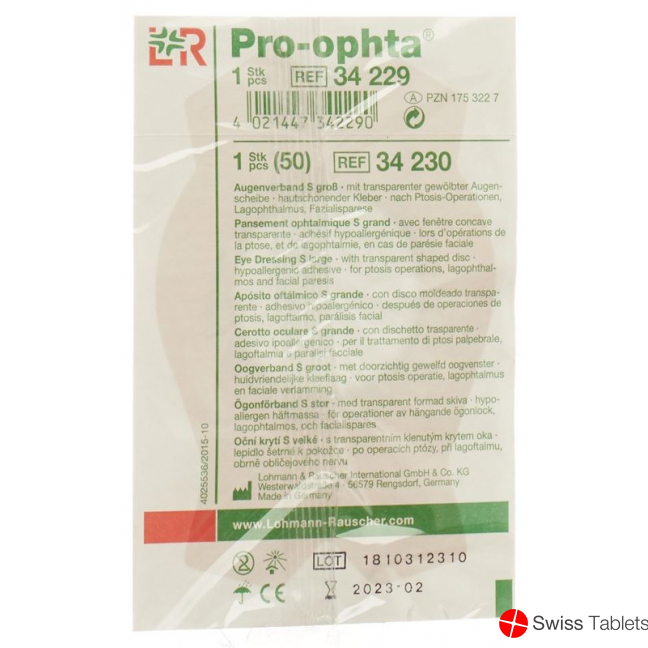 L&R Pro-ophta®
1 Stk pcs REF 34 229
4 021447 342290
A PZN 175 322 7
1 Stk pcs (50) REF 34 230
Augenverband S groß · mit transparenter gewölbter Augen-
scheibe · hautschonender Kleber · nach Ptosis-Operationen,
Lagophthalmus, Fazialisparese
Pansement ophtalmique S grand · avec fenêtre concave
transparente · adhésif hypoallergénique · lors d'opérations de
la ptose, et de lagophtalmie, en cas de parésie faciale
Eye Dressing S large · with transparent shaped disc ·
hypoallergenic adhesive · for ptosis operations, lagophthal-
mos and facial paresis
Apósito oftálmico S grande · con disco moldeado transpa-
rente · adhesivo hipoalergénico · después de operaciones de
ptosis, lagoftalmo, parálisis facial
Cerotto oculare S grande · con dischetto trasparente ·
adesivo ipoallergenico · per il trattamento di ptosi palpebrale,
lagoftalmia e paralisi facciale
Oogverband S groot · met doorzichtig gewelfd oogvenster ·
huidvriendelijke kleeflaag · voor ptosis operatie, lagophtalmus
en faciale verlamming
Ögonförband S stor · med transparent formad skiva · hypo-
allergen häftmassa · för operationer av hängande ögonlock,
lagophtalmos, och facialispares
Oční krytí S velké · s transparentním klenutým krytem oka ·
lepidlo šetrné k pokožce · po operacích ptózy, při lagoftalmu,
obrně obličejového nervu
Lohmann & Rauscher International GmbH & Co. KG
Westerwaldstraße 4 · 56579 Rengsdorf, Germany
Made in Germany
4025536/2015-10
www.Lohmann-Rauscher.com
LOT 1810312310
CE 2023-02
Swiss Tablets